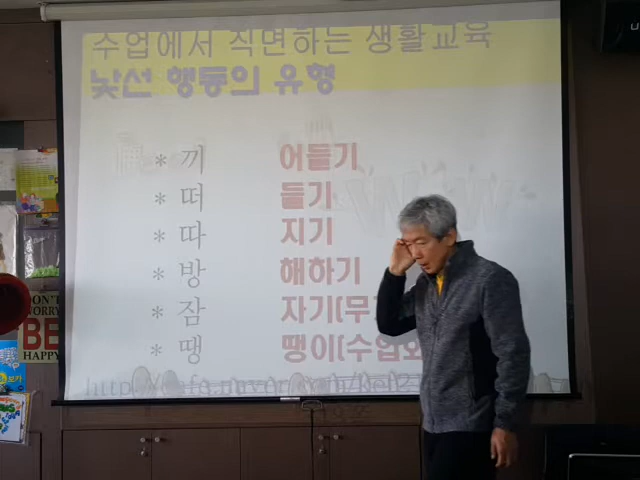 수업에서 직면하는 생활교육
낯선 행동의 유형
* 끼 어들기
* 떠 들기
* 따 지기
* 방 해하기
* 잠 자기(무
* 땡 땡이(수업
DON'T
WORRY
BE
HAPPY